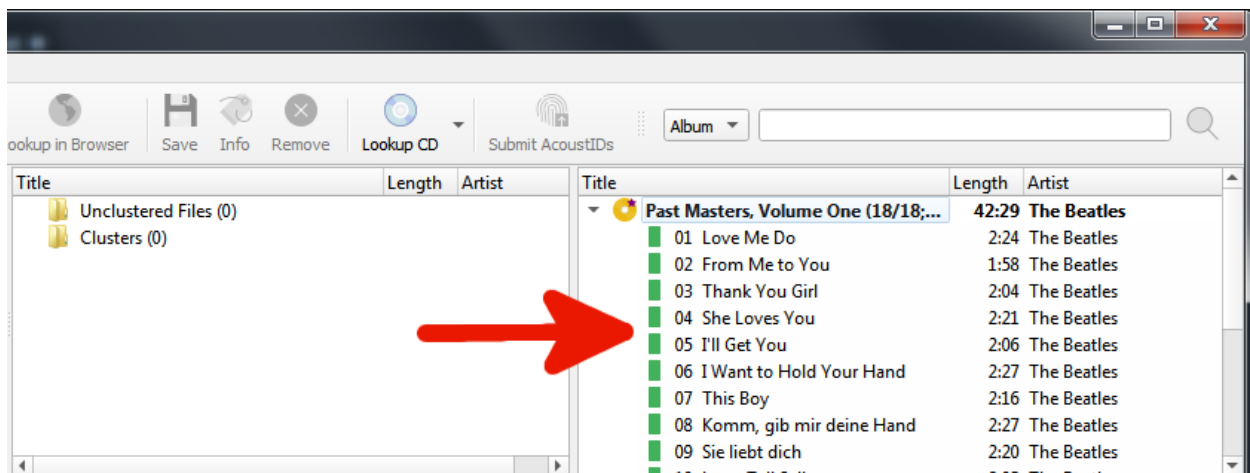 ookup in Browser Save Info Remove Lookup CD Submit AcoustIDs Album
Title Length Artist
Unclustered Files (0)
Clusters (0)
Title Length Artist
Past Masters, Volume One (18/18;... 42:29 The Beatles
01 Love Me Do 2:24 The Beatles
02 From Me to You 1:58 The Beatles
03 Thank You Girl 2:04 The Beatles
04 She Loves You 2:21 The Beatles
05 I'll Get You 2:06 The Beatles
06 I Want to Hold Your Hand 2:27 The Beatles
07 This Boy 2:16 The Beatles
08 Komm, gib mir deine Hand 2:27 The Beatles
09 Sie liebt dich 2:20 The Beatles